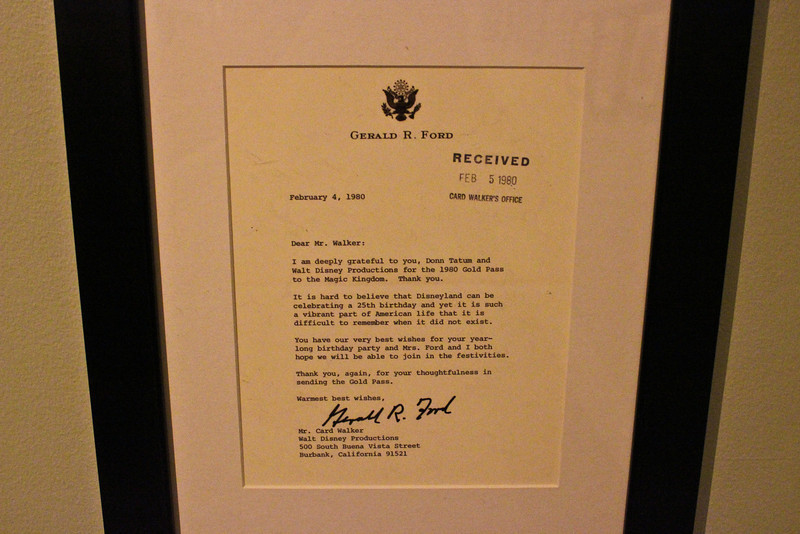 GERALD R. FORD
RECEIVED
FEB 5 1980
CARD WALKER'S OFFICE
February 4, 1980
Dear Mr. Walker:
I am deeply grateful to you, Donn Tatum and
Walt Disney Productions for the 1980 Gold Pass
to the Magic Kingdom. Thank you.
It is hard to believe that Disneyland can be
celebrating a 25th birthday and yet it is such
a vibrant part of American life that it is
difficult to remember when it did not exist.
You have our very best wishes for your year-
long birthday party and Mrs. Ford and I both
hope we will be able to join in the festivities.
Thank you, again, for your thoughtfulness in
sending the Gold Pass.
Warmest best wishes,
Gerald R. Ford
Mr. Card Walker
Walt Disney Productions
500 South Buena Vista Street
Burbank, California 91521